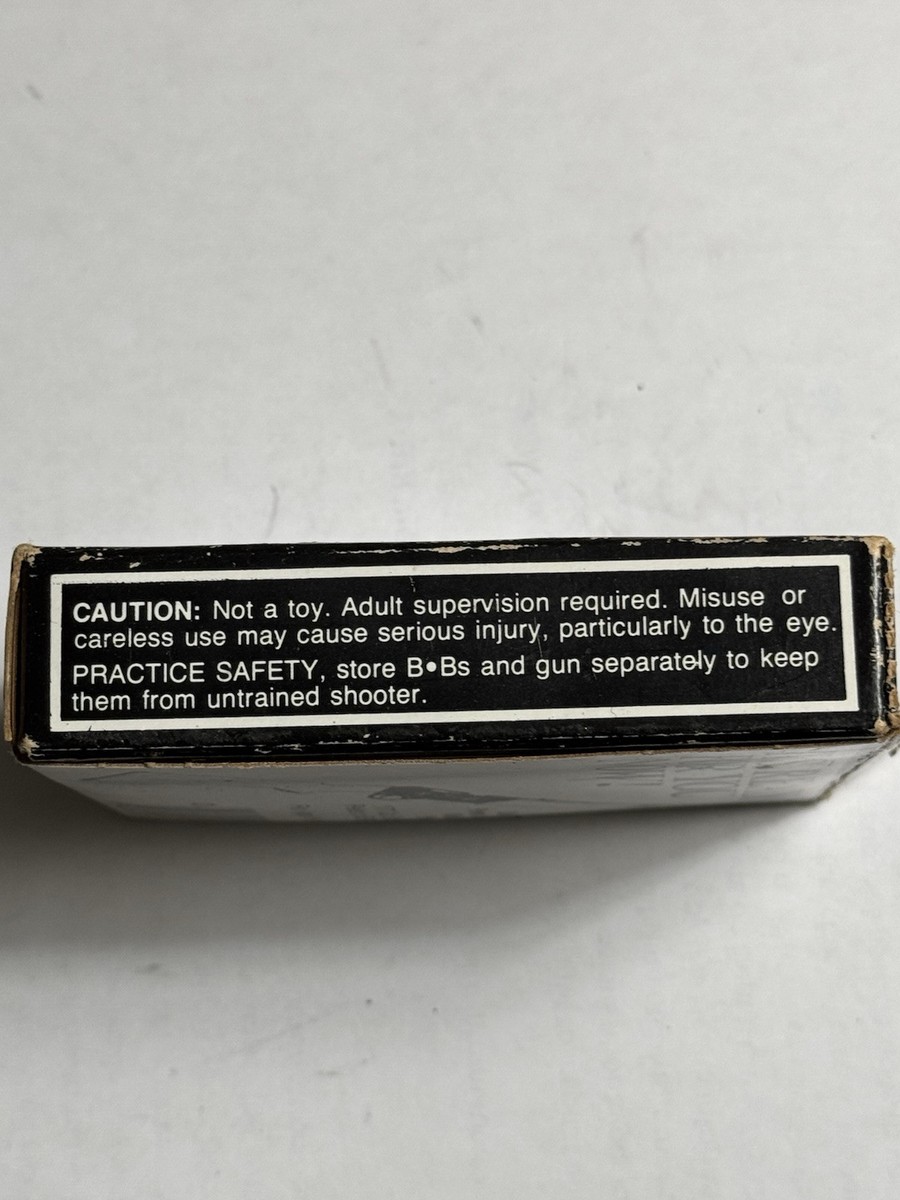 CAUTION: Not a toy. Adult supervision required. Misuse or
careless use may cause serious injury, particularly to the eye.
PRACTICE SAFETY, store B•Bs and gun separately to keep
them from untrained shooter.